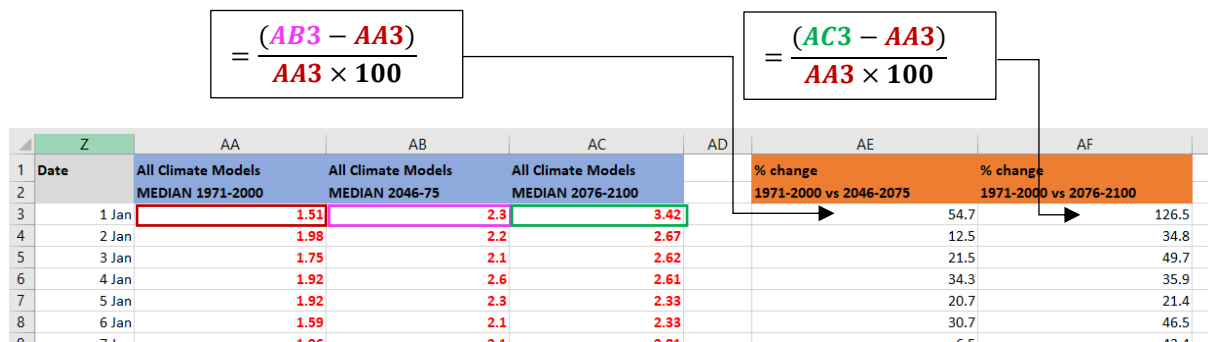 = (AB3 − AA3) / AA3 × 100
= (AC3 − AA3) / AA3 × 100
Z AA AB AC AD AE AF
1 Date All Climate Models All Climate Models All Climate Models % change % change
2 MEDIAN 1971-2000 MEDIAN 2046-75 MEDIAN 2076-2100 1971-2000 vs 2046-2075 1971-2000 vs 2076-2100
3 1 Jan 1.51 2.3 3.42 54.7 126.5
4 2 Jan 1.98 2.2 2.67 12.5 34.8
5 3 Jan 1.75 2.1 2.62 21.5 49.7
6 4 Jan 1.92 2.6 2.61 34.3 35.9
7 5 Jan 1.92 2.3 2.33 20.7 21.4
8 6 Jan 1.59 2.1 2.33 30.7 46.5